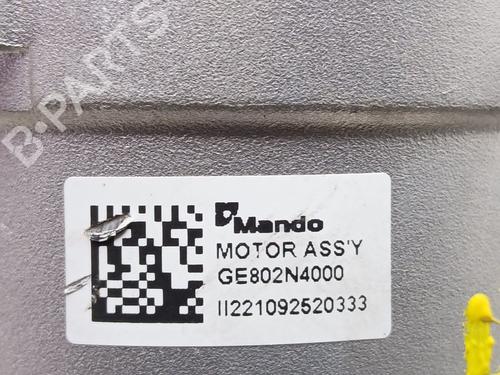 B-PARTS
Mando
MOTOR ASS'Y
GE802N4000
II221092520333